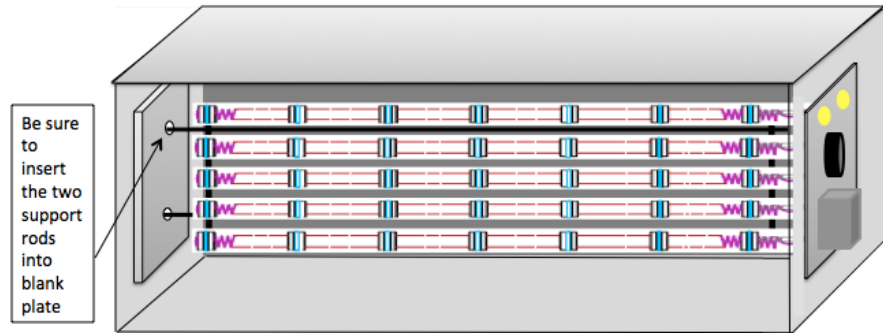 Be sure
to
insert
the two
support
rods
into
blank
plate